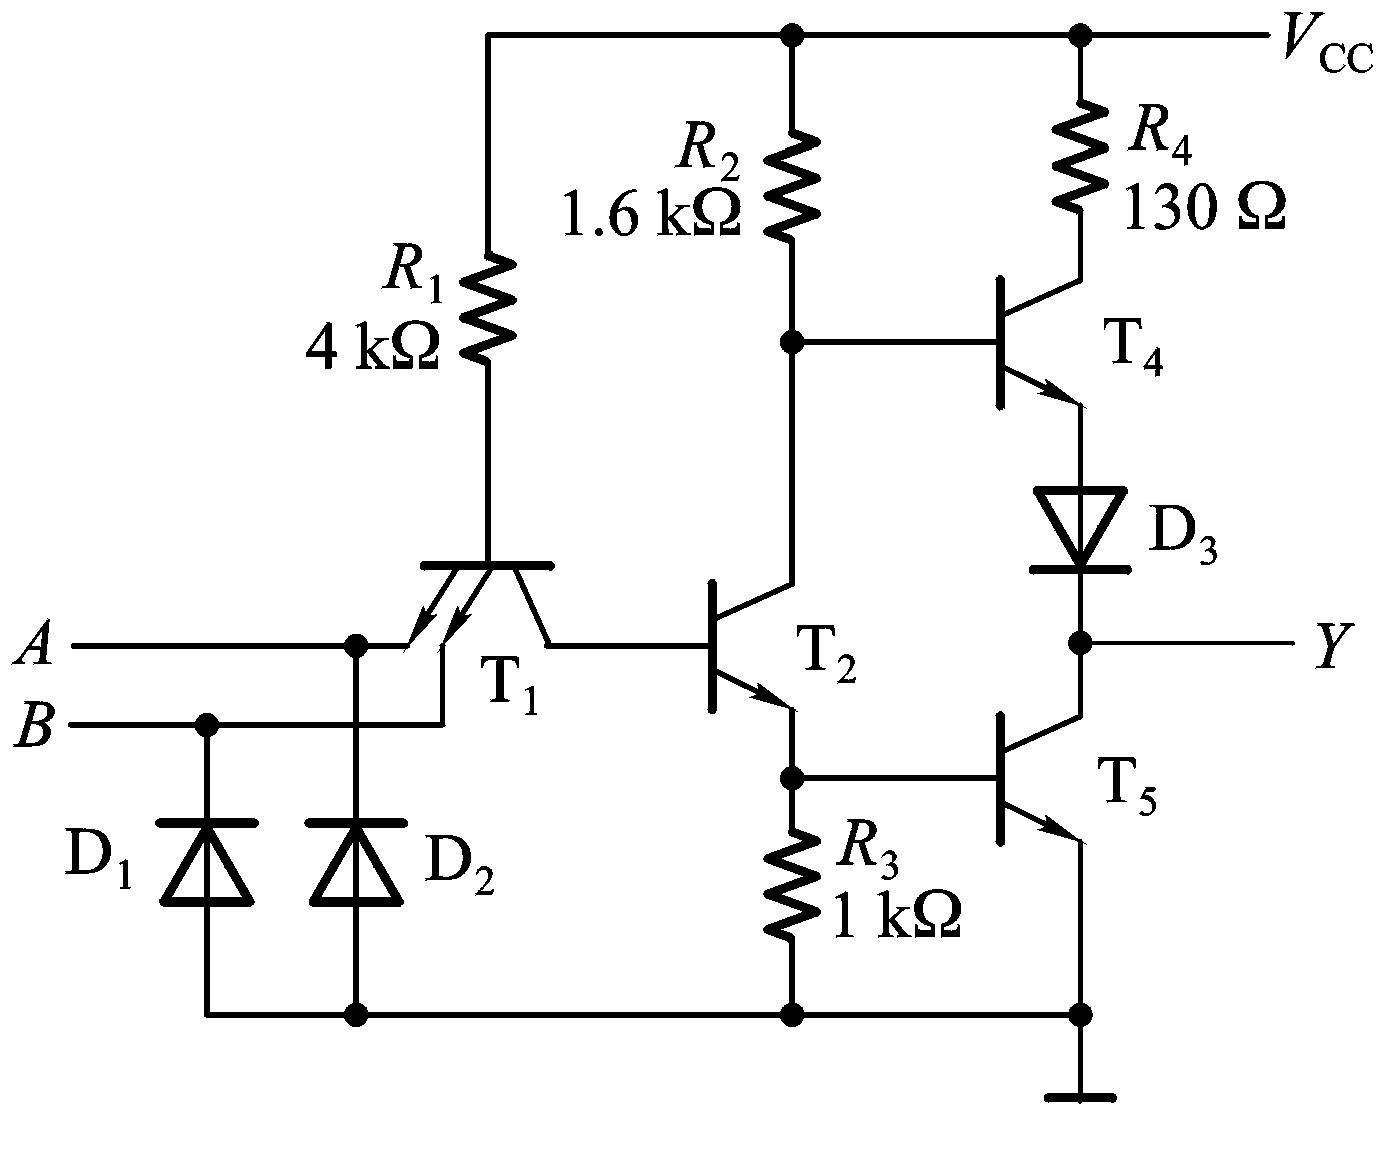 V_CC
R_4
130 Ω
R_2
1.6 kΩ
R_1
4 kΩ
T_4
D_3
A
T_1
T_2
Y
B
T_5
D_1
D_2
R_3
1 kΩ